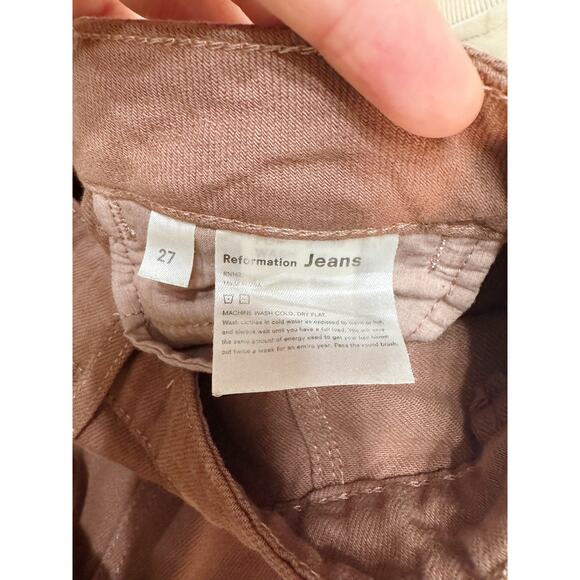 27
Reformation Jeans
MACHINE WASH COLD. DRY FLAT.
Wash clothes in cold water as opposed to warm or hot,
and always wait until you have a full load. You will save
the same amount of energy used to get your hair blown
out twice a week for an entire year. Pass the round brush.